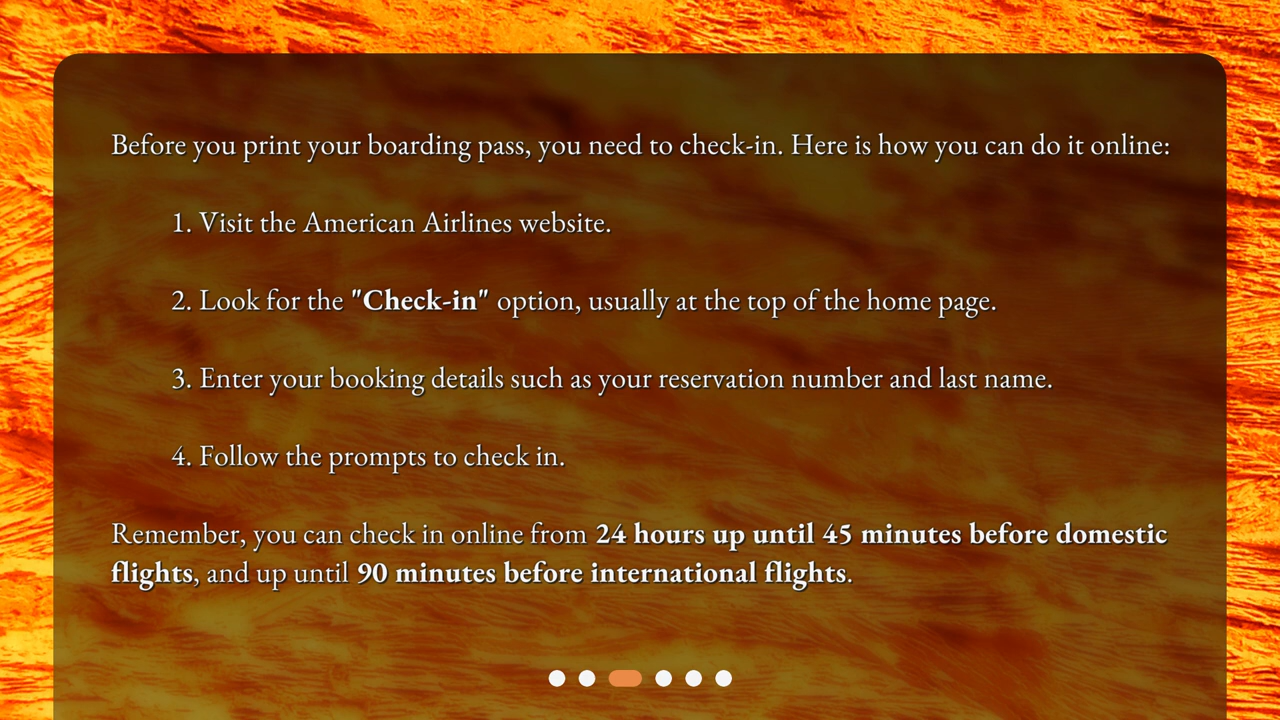 Before you print your boarding pass, you need to check-in. Here is how you can do it online:
1. Visit the American Airlines website.
2. Look for the "Check-in" option, usually at the top of the home page.
3. Enter your booking details such as your reservation number and last name.
4. Follow the prompts to check in.
Remember, you can check in online from 24 hours up until 45 minutes before domestic
flights, and up until 90 minutes before international flights.